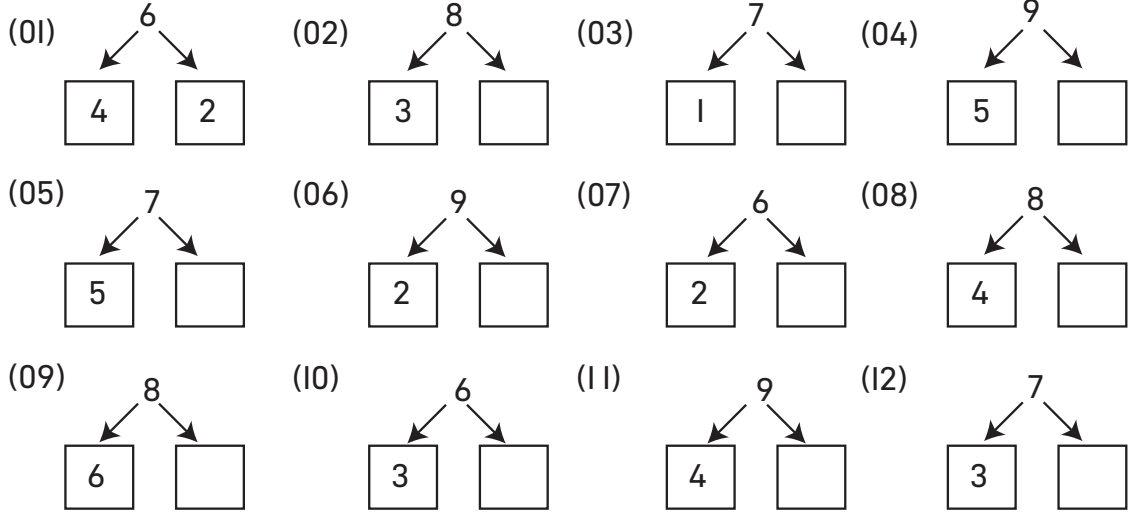 (01) 6 (02) 8 (03) 7 (04) 9
4 2 3 1 5
(05) 7 (06) 9 (07) 6 (08) 8
5 2 2 4
(09) 8 (10) 6 (11) 9 (12) 7
6 3 4 3